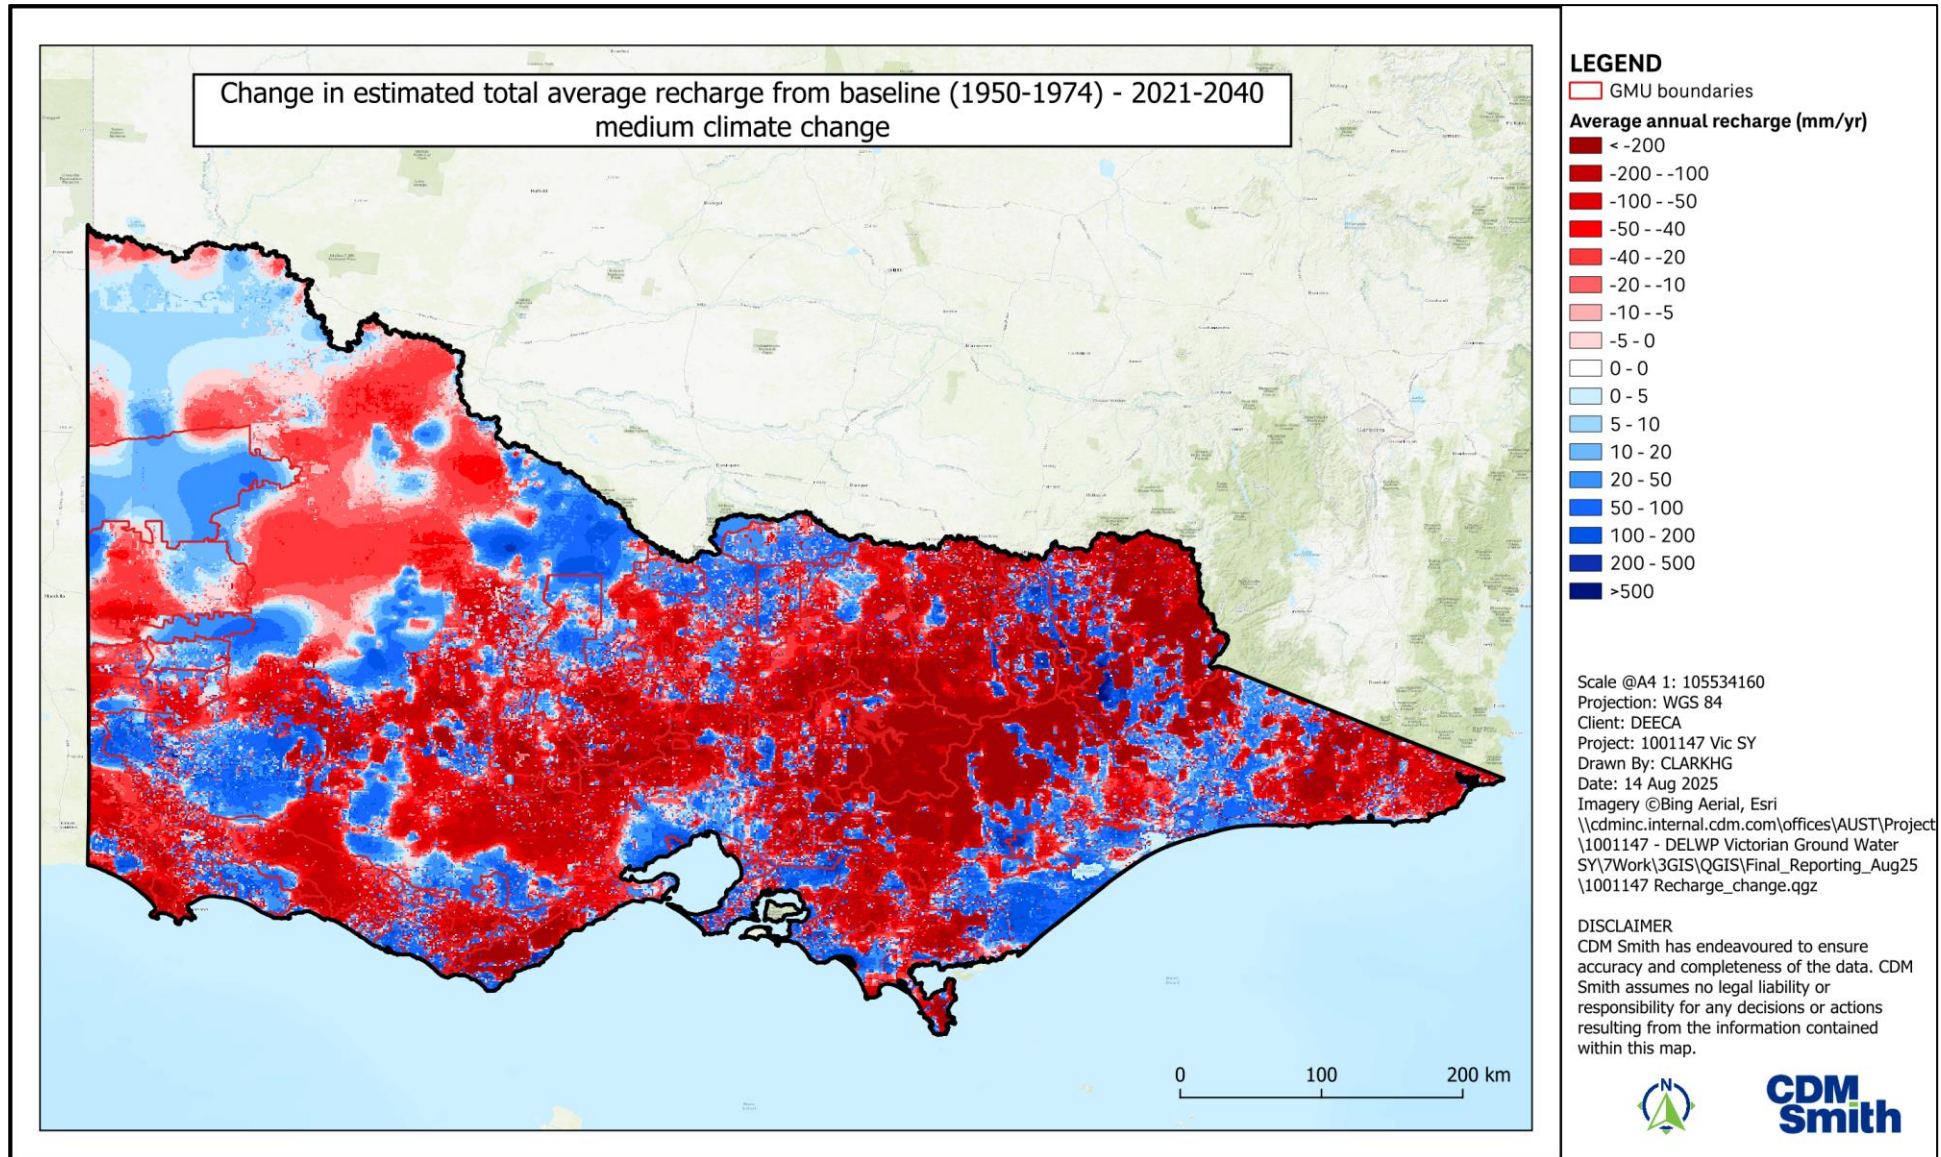 Change in estimated total average recharge from baseline (1950-1974) - 2021-2040
medium climate change
LEGEND
GMU boundaries
Average annual recharge (mm/yr)
< -200
-200 - -100
-100 - -50
-50 - -40
-40 - -20
-20 - -10
-10 - -5
-5 - 0
0 - 0
0 - 5
5 - 10
10 - 20
20 - 50
50 - 100
100 - 200
200 - 500
>500
Scale @A4 1: 105534160
Projection: WGS 84
Client: DEECA
Project: 1001147 Vic SY
Drawn By: CLARKHG
Date: 14 Aug 2025
Imagery ©Bing Aerial, Esri
\\cdminc.internal.cdm.com\offices\AUST\Project
\1001147 - DELWP Victorian Ground Water
SY\7Work\3GIS\QGIS\Final_Reporting_Aug25
\1001147 Recharge_change.qgz
DISCLAIMER
CDM Smith has endeavoured to ensure
accuracy and completeness of the data. CDM
Smith assumes no legal liability or
responsibility for any decisions or actions
resulting from the information contained
within this map.
0 100 200 km
N
CDM
Smith